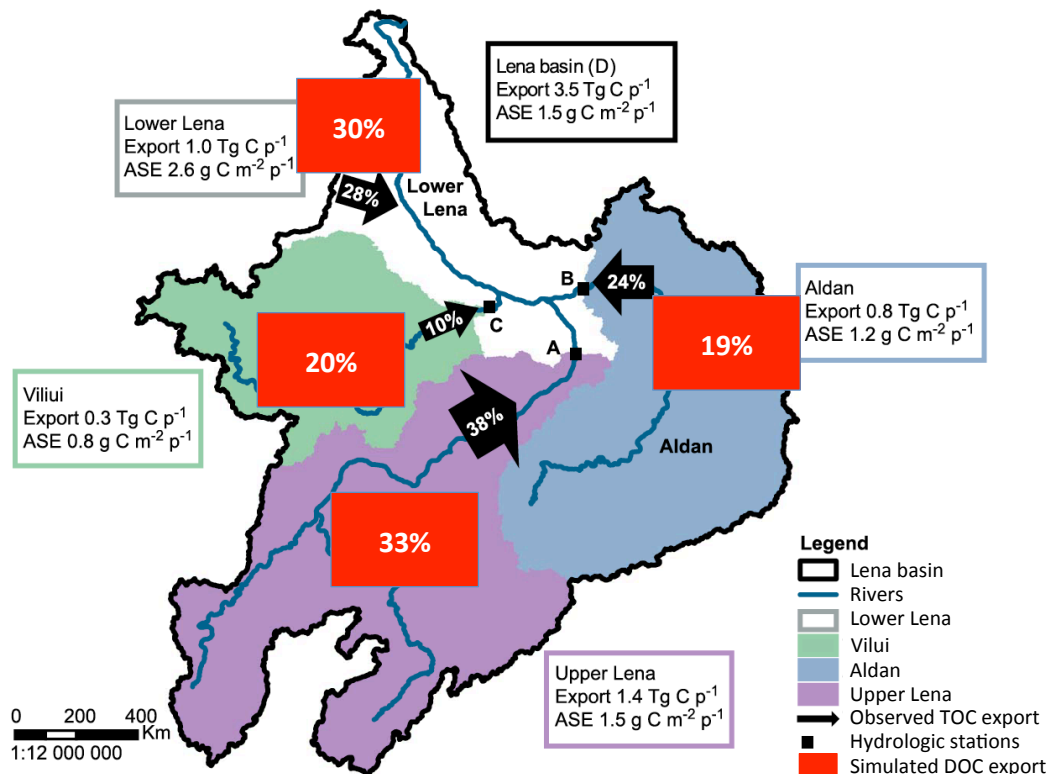 Lena basin (D)
Export 3.5 Tg C p⁻¹
ASE 1.5 g C m⁻² p⁻¹
Lower Lena
Export 1.0 Tg C p⁻¹
ASE 2.6 g C m⁻² p⁻¹
30%
28%
Lower
Lena
B
24%
Aldan
Export 0.8 Tg C p⁻¹
ASE 1.2 g C m⁻² p⁻¹
C
10%
A
19%
20%
Viliui
Export 0.3 Tg C p⁻¹
ASE 0.8 g C m⁻² p⁻¹
38%
Aldan
33%
Upper Lena
Export 1.4 Tg C p⁻¹
ASE 1.5 g C m⁻² p⁻¹
Legend
Lena basin
Rivers
Lower Lena
Vilui
Aldan
Upper Lena
Observed TOC export
Hydrologic stations
Simulated DOC export
0 200 400
Km
1:12 000 000